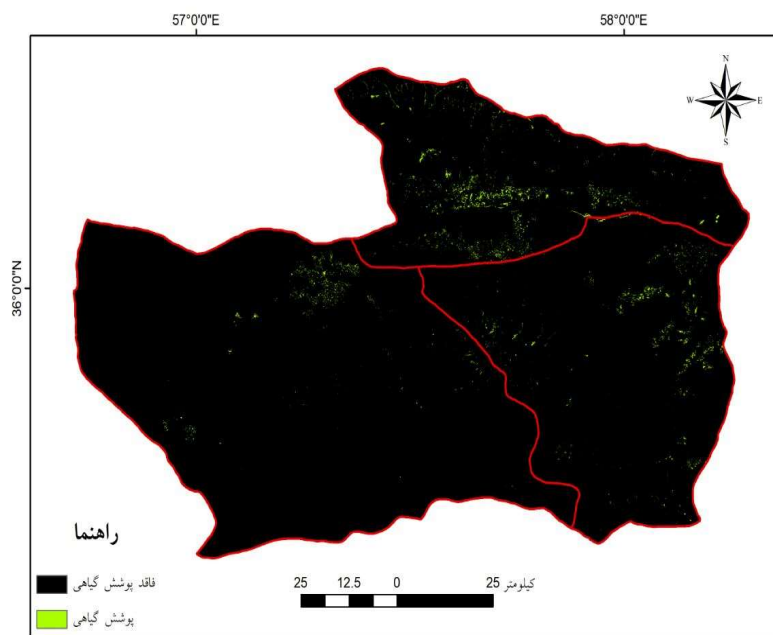 57°0'0"E 58°0'0"E
N
W E
S
36°0'0"N
راهنما
فاقد پوشش گیاهی
پوشش گیاهی
25 12.5 0 25 کیلومتر